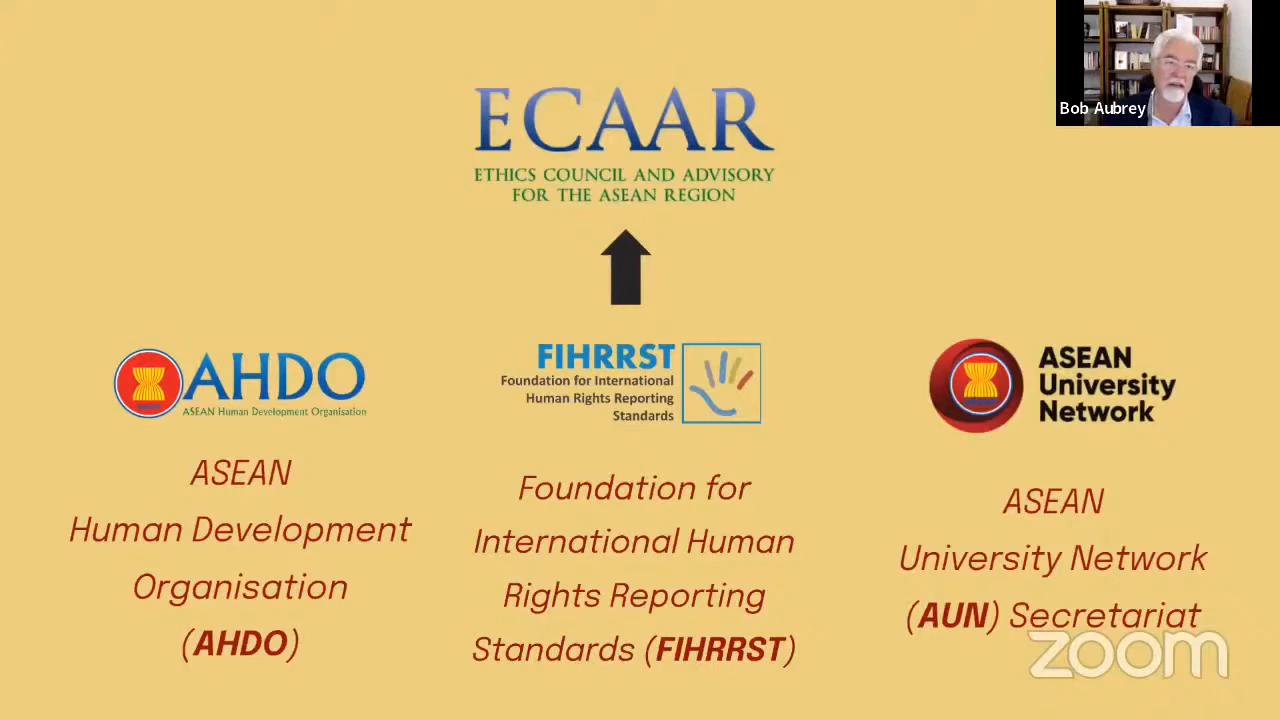 Bob Aubrey
ECAAR
ETHICS COUNCIL AND ADVISORY
FOR THE ASEAN REGION
AHDO
ASEAN Human Development Organisation
ASEAN
Human Development
Organisation
(AHDO)
FIHRRST
Foundation for International
Human Rights Reporting
Standards
Foundation for
International Human
Rights Reporting
Standards (FIHRRST)
ASEAN
University
Network
ASEAN
University Network
(AUN) Secretariat
zoom